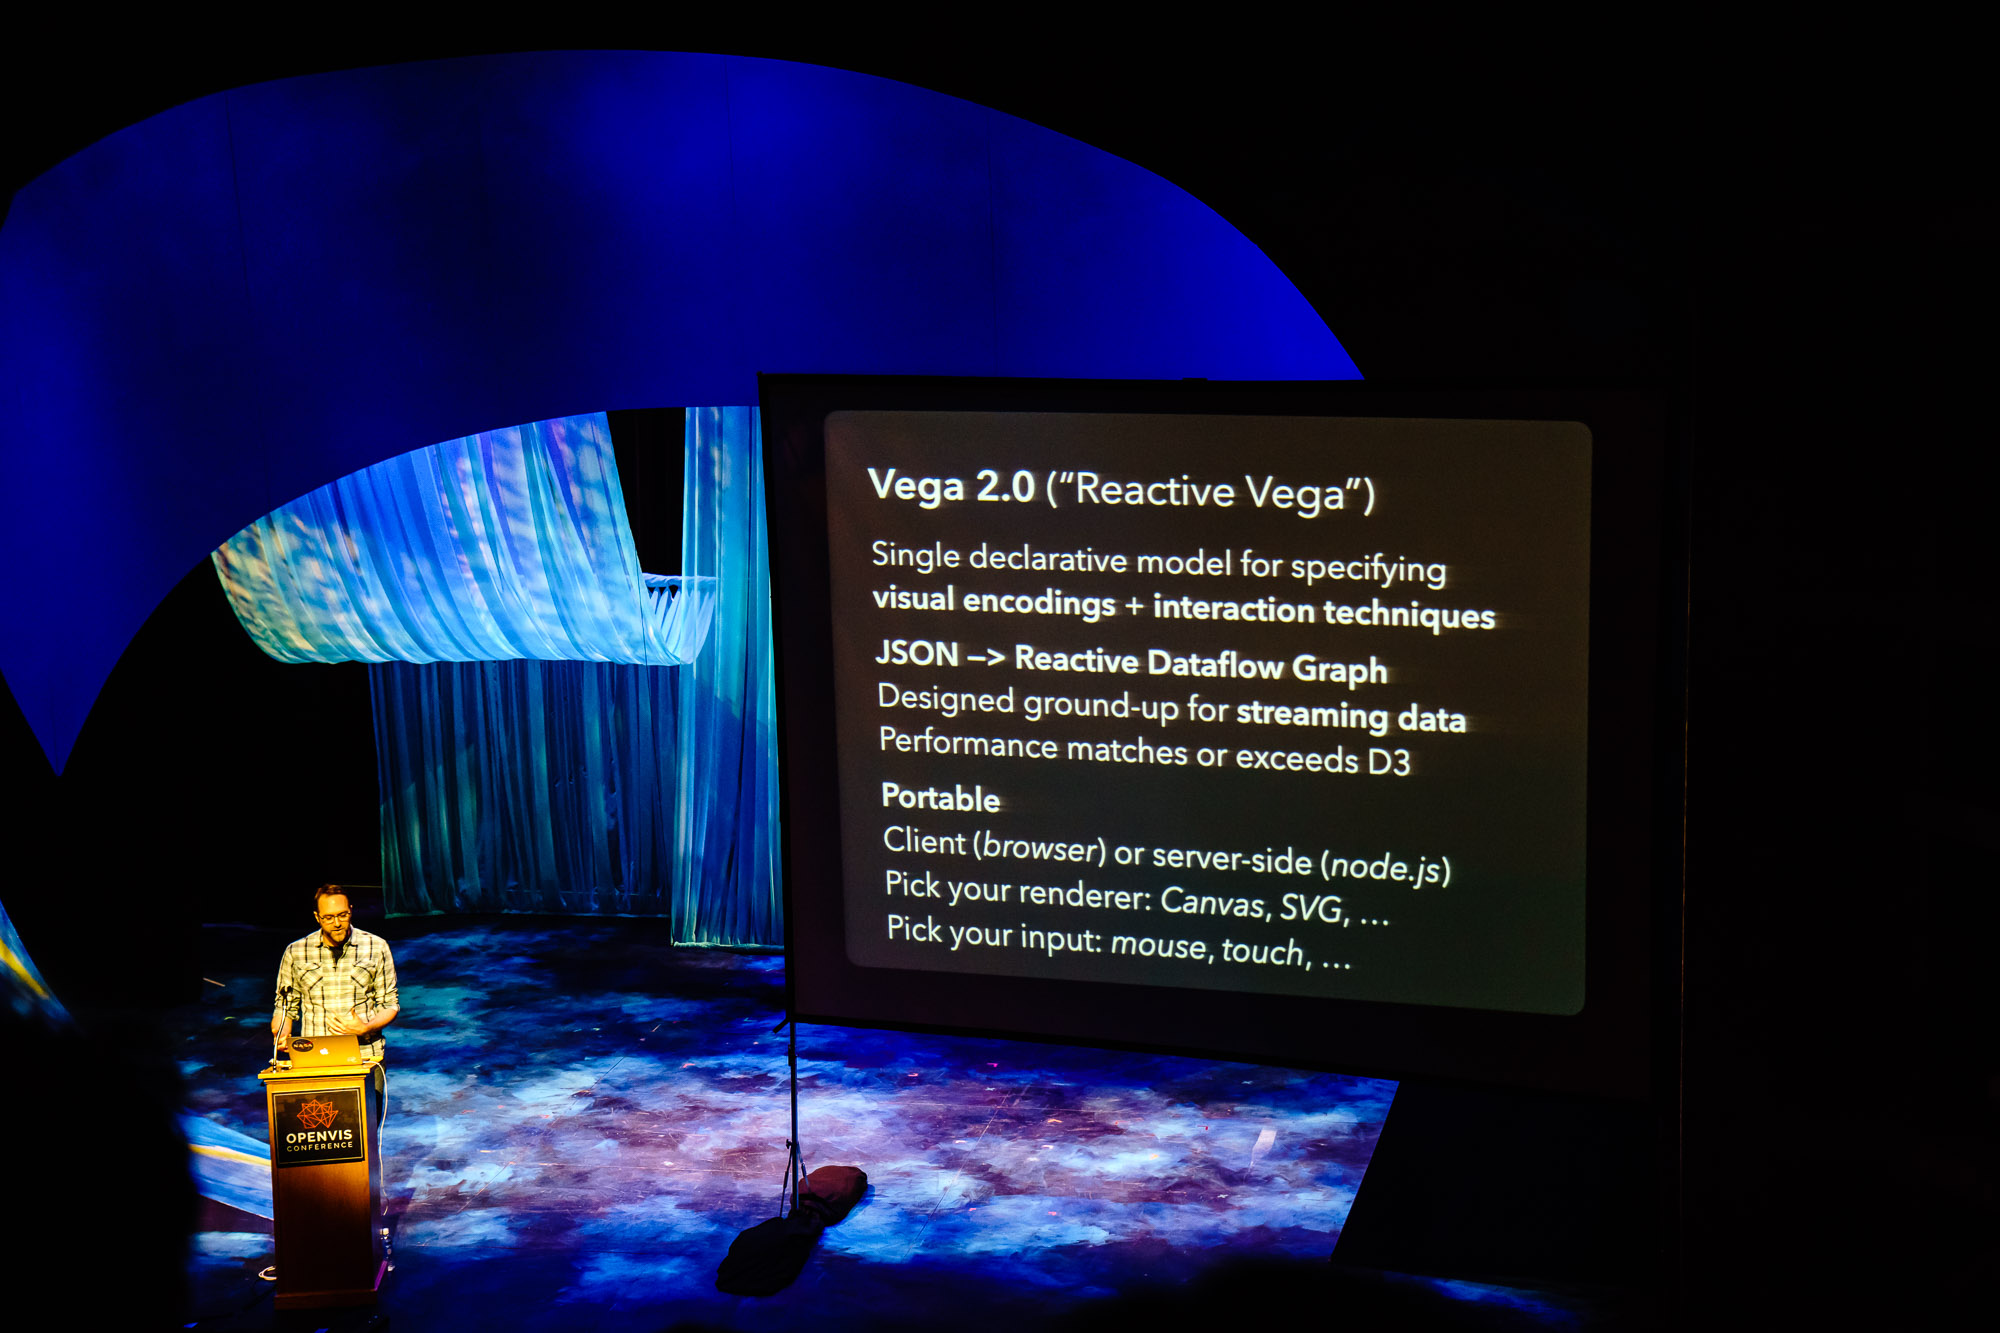 Vega 2.0 (“Reactive Vega”)
Single declarative model for specifying
visual encodings + interaction techniques
JSON —> Reactive Dataflow Graph
Designed ground-up for streaming data
Performance matches or exceeds D3
Portable
Client (browser) or server-side (node.js)
Pick your renderer: Canvas, SVG, ...
Pick your input: mouse, touch, ...
NASA
OPENVIS
CONFERENCE